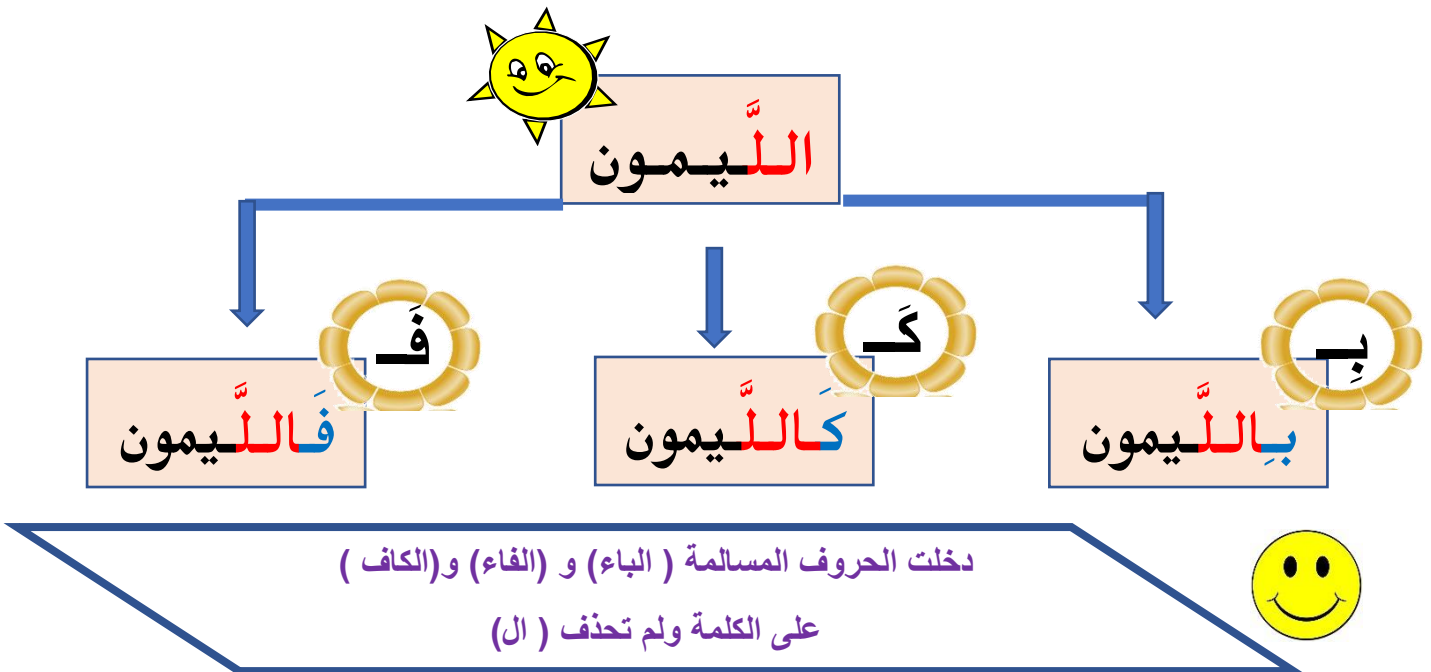 اللَّيمون
بِـ
كَـ
فَـ
بِاللَّيمون
كَاللَّيمون
فَاللَّيمون
دخلت الحروف المسالمة ( الباء) و (الفاء) و(الكاف )
على الكلمة ولم تحذف ( ال)